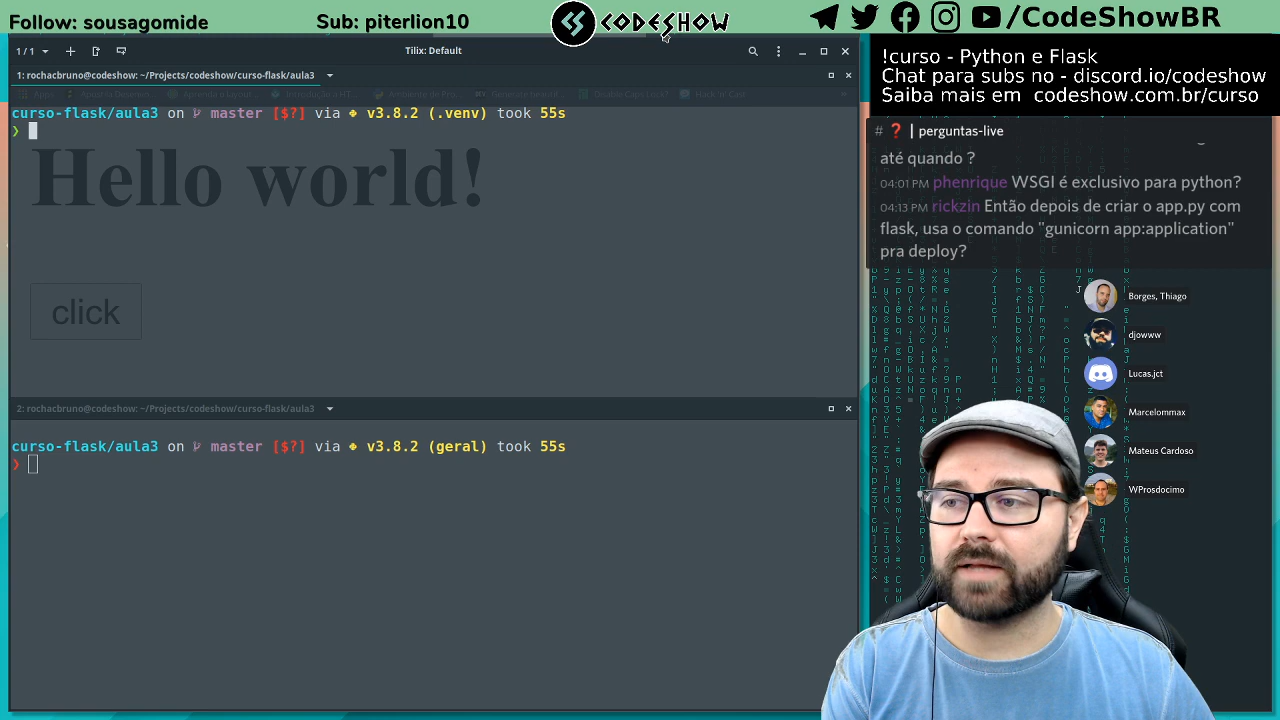 Follow: sousagomide
Sub: piterlion10
CODESHOW
/CodeShowBR
1 / 1
Tilix: Default
1: rochacbruno@codeshow: ~/Projects/codeshow/curso-flask/aula3
curso-flask/aula3 on master [$?] via v3.8.2 (.venv) took 55s
❯
Hello world!
click
2: rochacbruno@codeshow: ~/Projects/codeshow/curso-flask/aula3
curso-flask/aula3 on master [$?] via v3.8.2 (geral) took 55s
❯
!curso - Python e Flask
Chat para subs no - discord.io/codeshow
Saiba mais em codeshow.com.br/curso
# ❓ | perguntas-live
até quando ?
04:01 PM phenrique WSGI é exclusivo para python?
04:13 PM rickzin Então depois de criar o app.py com
flask, usa o comando "gunicorn app:application"
pra deploy?
Borges, Thiago
djowww
Lucas.jct
Marcelommax
Mateus Cardoso
WProsdocimo